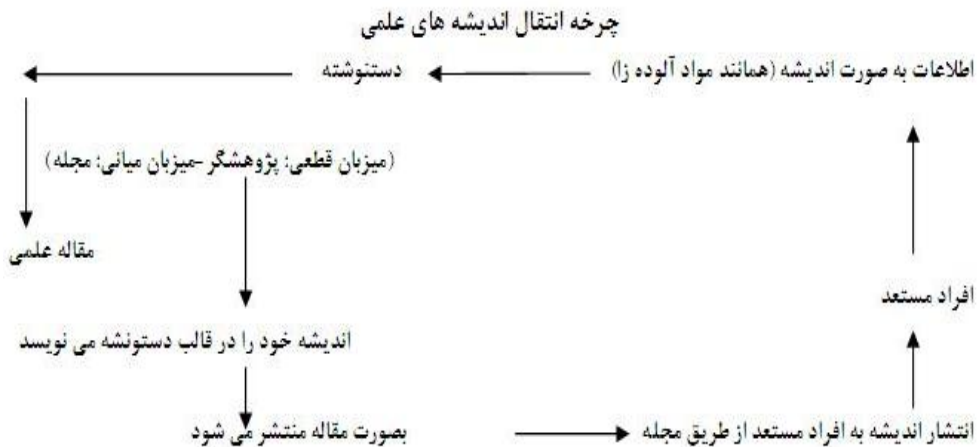 چرخه انتقال اندیشه های علمی
اطلاعات به صورت اندیشه (همانند مواد آلوده زا)
دستنوشته
(میزبان قطعی: پژوهشگر -میزبان میانی: مجله)
مقاله علمی
افراد مستعد
اندیشه خود را در قالب دستونشه می نویسد
انتشار اندیشه به افراد مستعد از طریق مجله
بصورت مقاله منتشر می شود